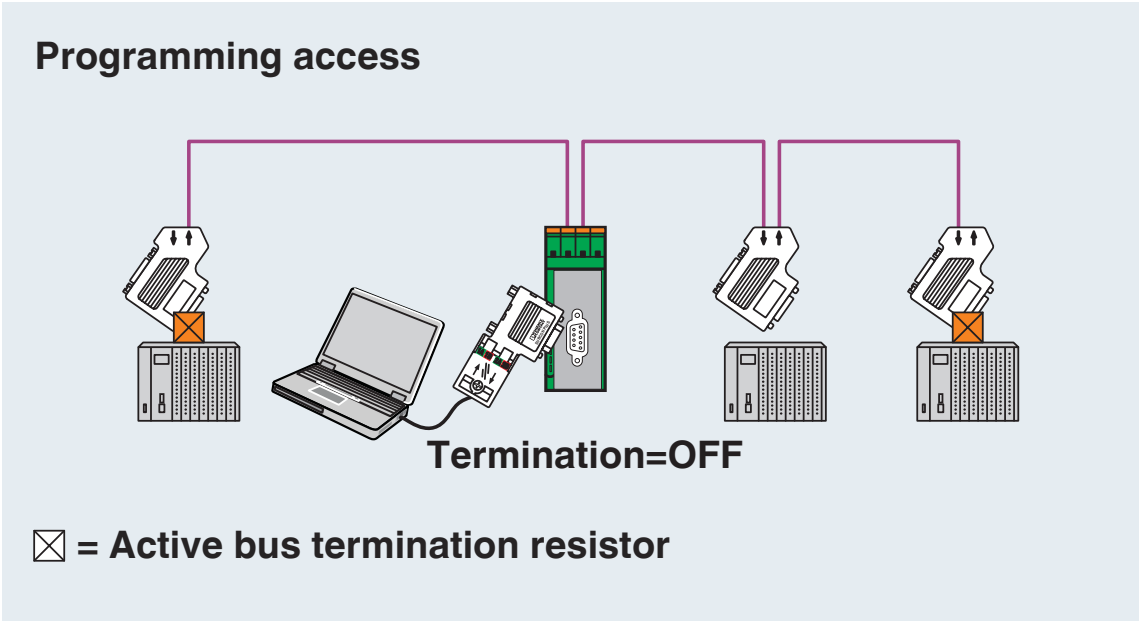 Programming access
Termination=OFF
= Active bus termination resistor